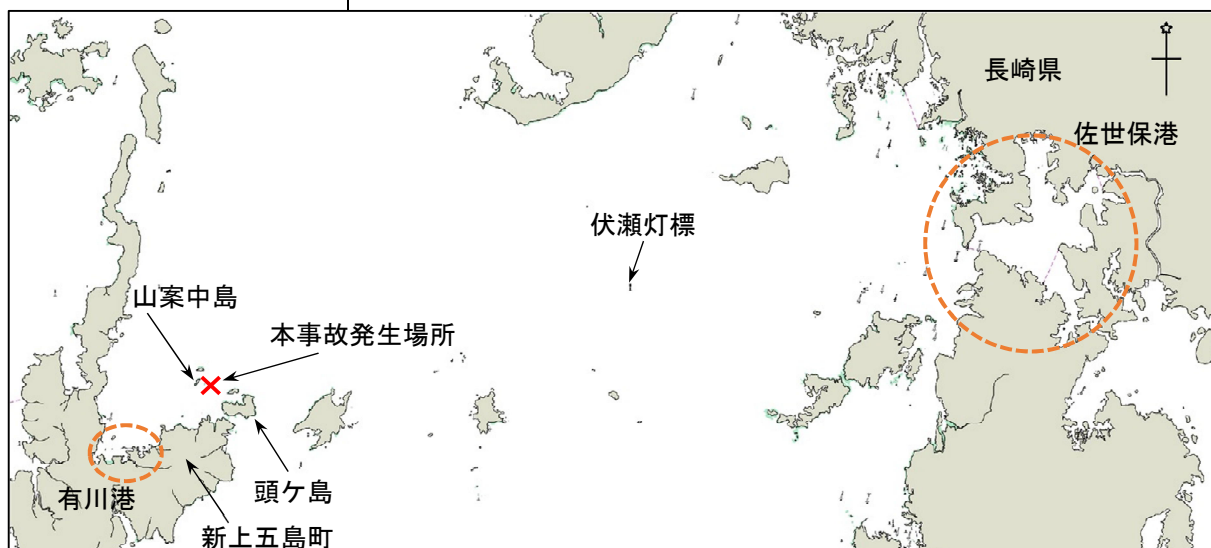 長崎県
佐世保港
伏瀬灯標
山案中島
本事故発生場所
頭ケ島
有川港
新上五島町